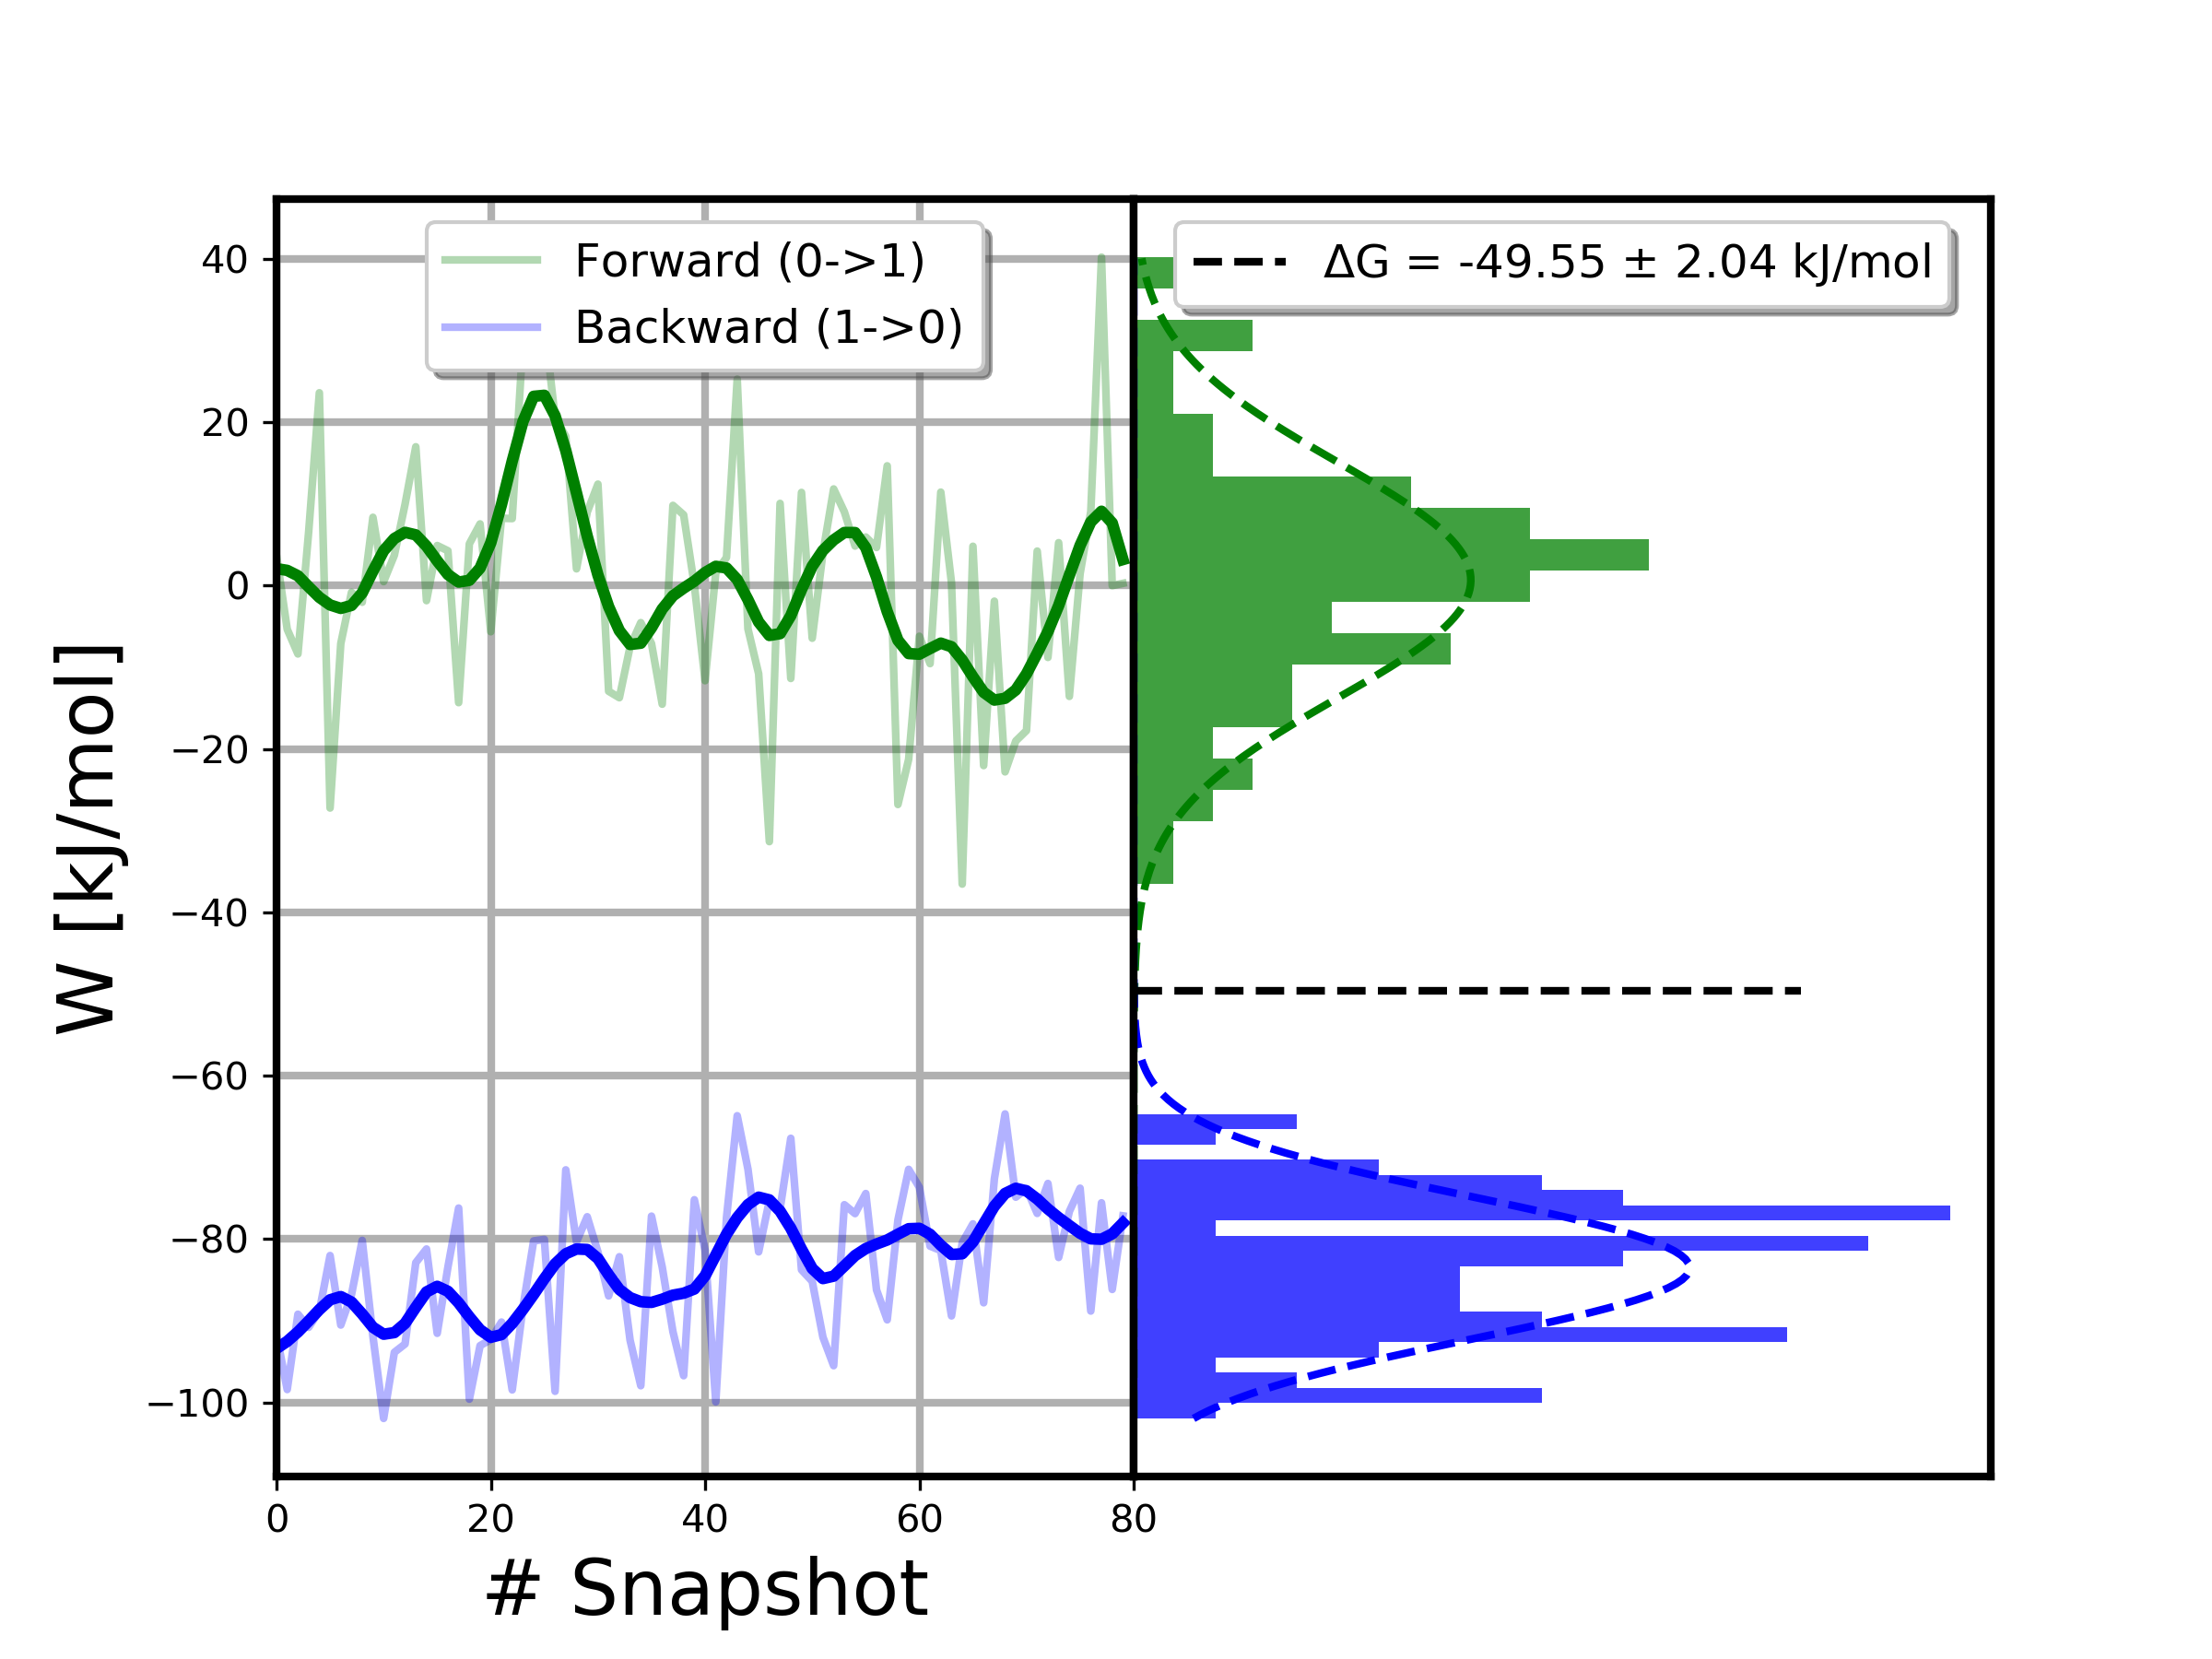 Forward (0->1)
Backward (1->0)
ΔG = -49.55 ± 2.04 kJ/mol
W [kJ/mol]
40
20
0
−20
−40
−60
−80
−100
0 20 40 60 80
# Snapshot